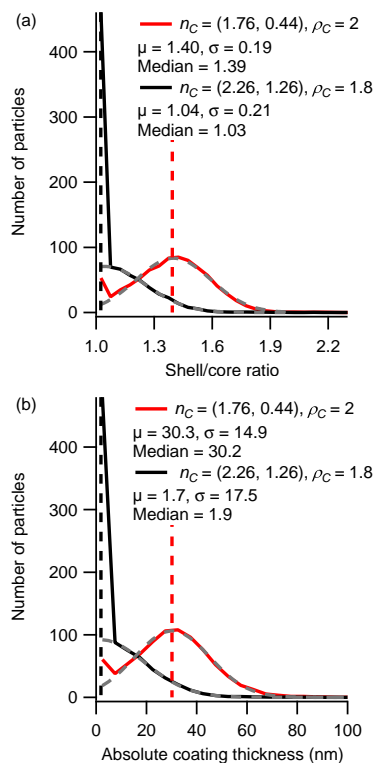 (a)
n_C = (1.76, 0.44), ρ_C = 2
μ = 1.40, σ = 0.19
Median = 1.39
n_C = (2.26, 1.26), ρ_C = 1.8
μ = 1.04, σ = 0.21
Median = 1.03
Number of particles
400
300
200
100
0
1.0 1.3 1.6 1.9 2.2
Shell/core ratio
(b)
n_C = (1.76, 0.44), ρ_C = 2
μ = 30.3, σ = 14.9
Median = 30.2
n_C = (2.26, 1.26), ρ_C = 1.8
μ = 1.7, σ = 17.5
Median = 1.9
Number of particles
400
300
200
100
0
0 20 40 60 80 100
Absolute coating thickness (nm)